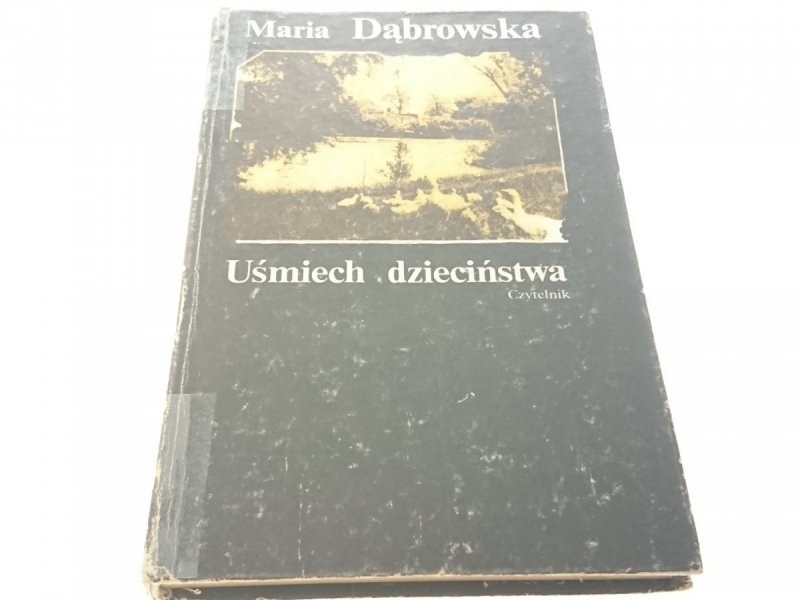 Maria Dąbrowska
Uśmiech dzieciństwa
Czytelnik